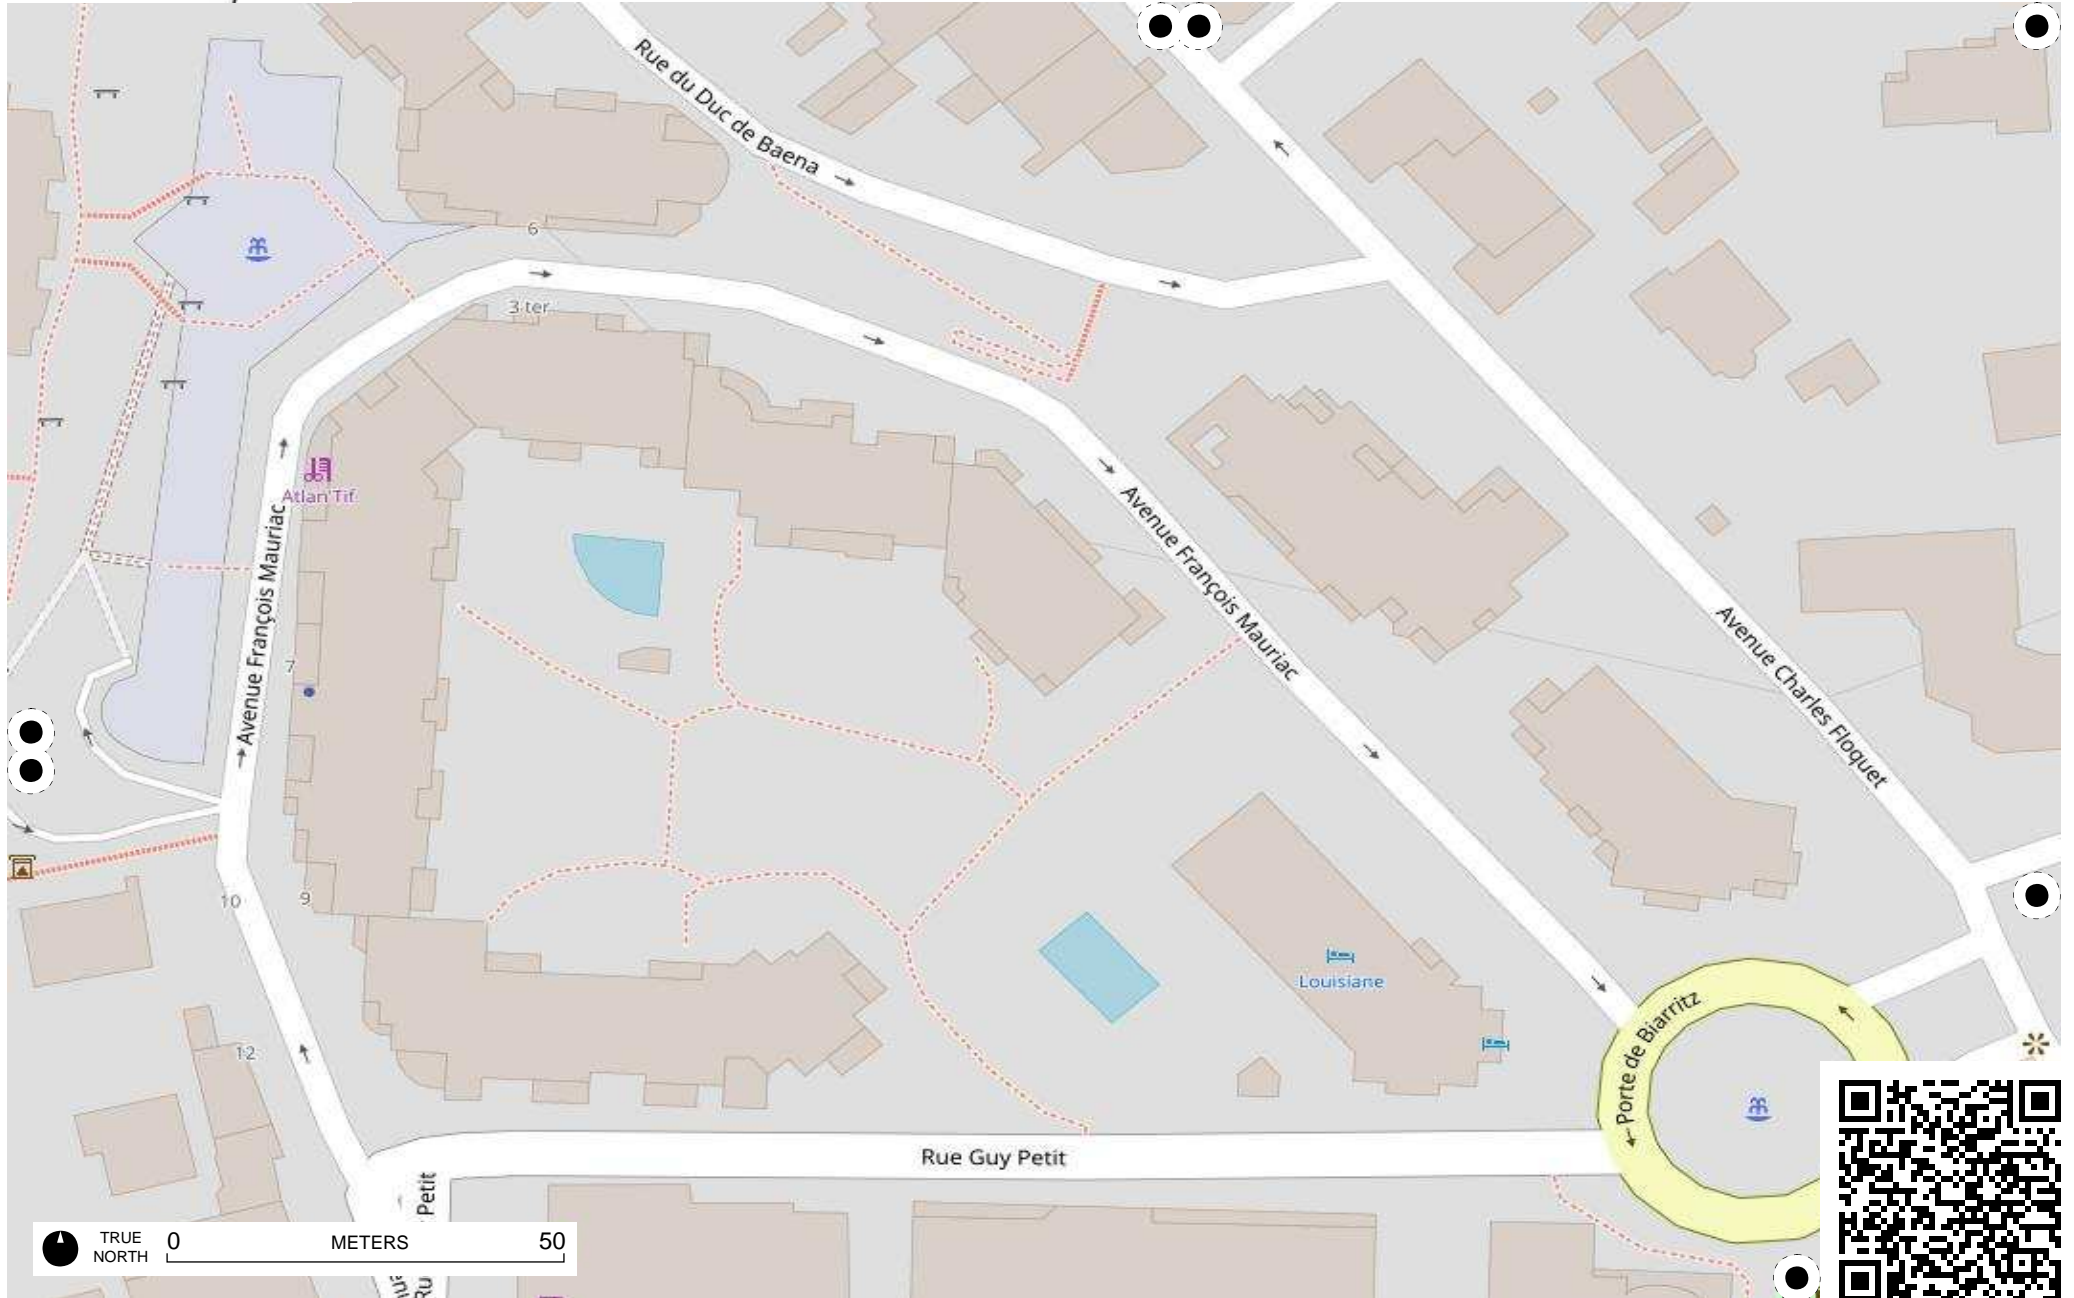 Rue du Duc de Baena
6
3 ter
Atlan'Tif
Avenue François Mauriac
Avenue François Mauriac
Avenue Charles Floquet
7
10
9
Louisiane
Porte de Biarritz
12
Rue Guy Petit
Petit
TRUE NORTH
0 METERS 50
Ru